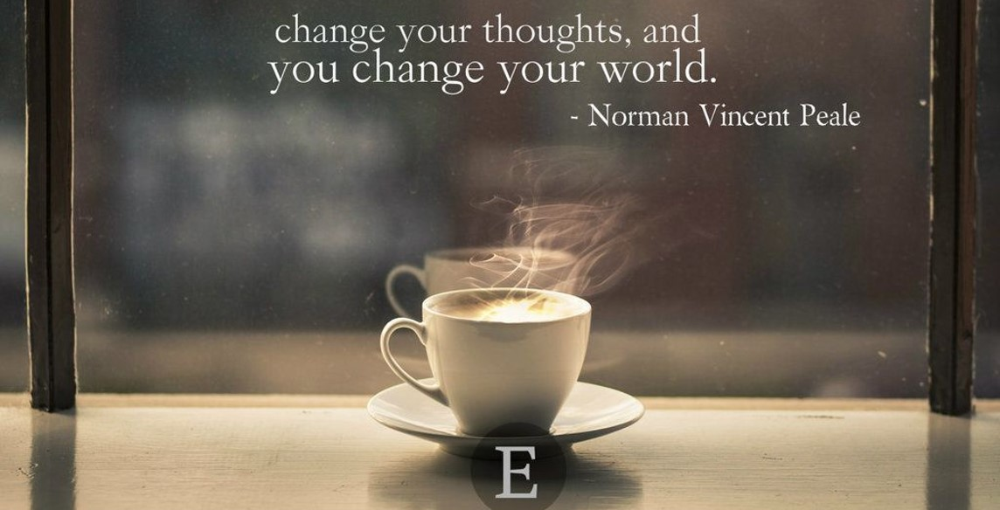 change your thoughts, and
you change your world.
- Norman Vincent Peale
E